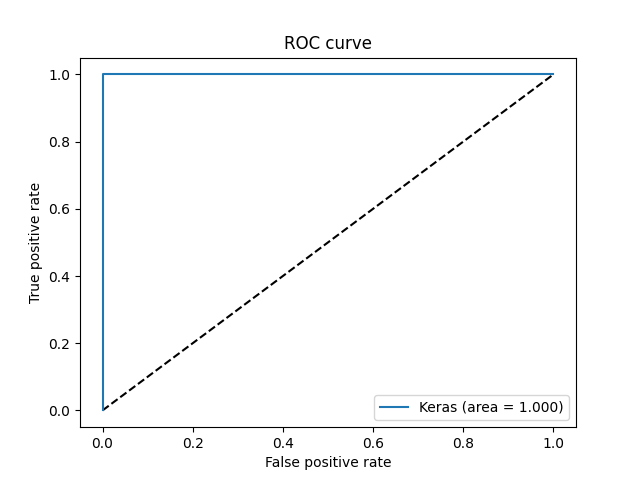 ROC curve
True positive rate
1.0
0.8
0.6
0.4
0.2
0.0
Keras (area = 1.000)
0.0 0.2 0.4 0.6 0.8 1.0
False positive rate